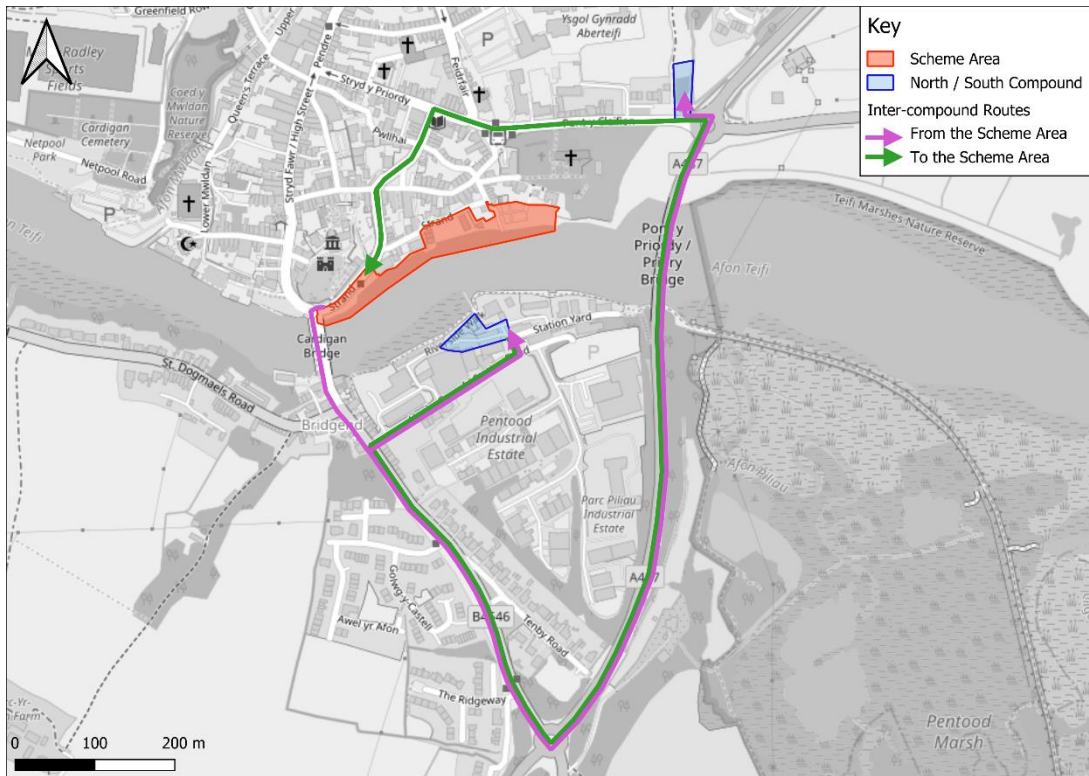 Greenfield Row
Upper
Pendre
Ysgol Gynradd
Aberteifi
P
Radley
Sports
Fields
Coed y
Mwldan
Nature
Reserve
Queen's Terrace
Stryd y Priordy
Feidrfair
Pwllhai
Cardigan
Cemetery
Netpool
Park
Netpool Road
P
Lower Mwldan
Stryd Fawr / High Street
A487
Strand
Strand
Afon Teifi
Teifi Marshes Nature Reserve
Priordy /
Priory
Bridge
Afon Teifi
Cardigan
Bridge
Station Yard
P
St. Dogmaels Road
Bridgend
Pentood
Industrial
Estate
Afon Piliau
Parc Piliau
Industrial
Estate
Golwg-y-Castell
Awel yr Afon
Tenby Road
The Ridgeway
Pentood
Marsh
0 100 200 m
Key
Scheme Area
North / South Compound
Inter-compound Routes
From the Scheme Area
To the Scheme Area